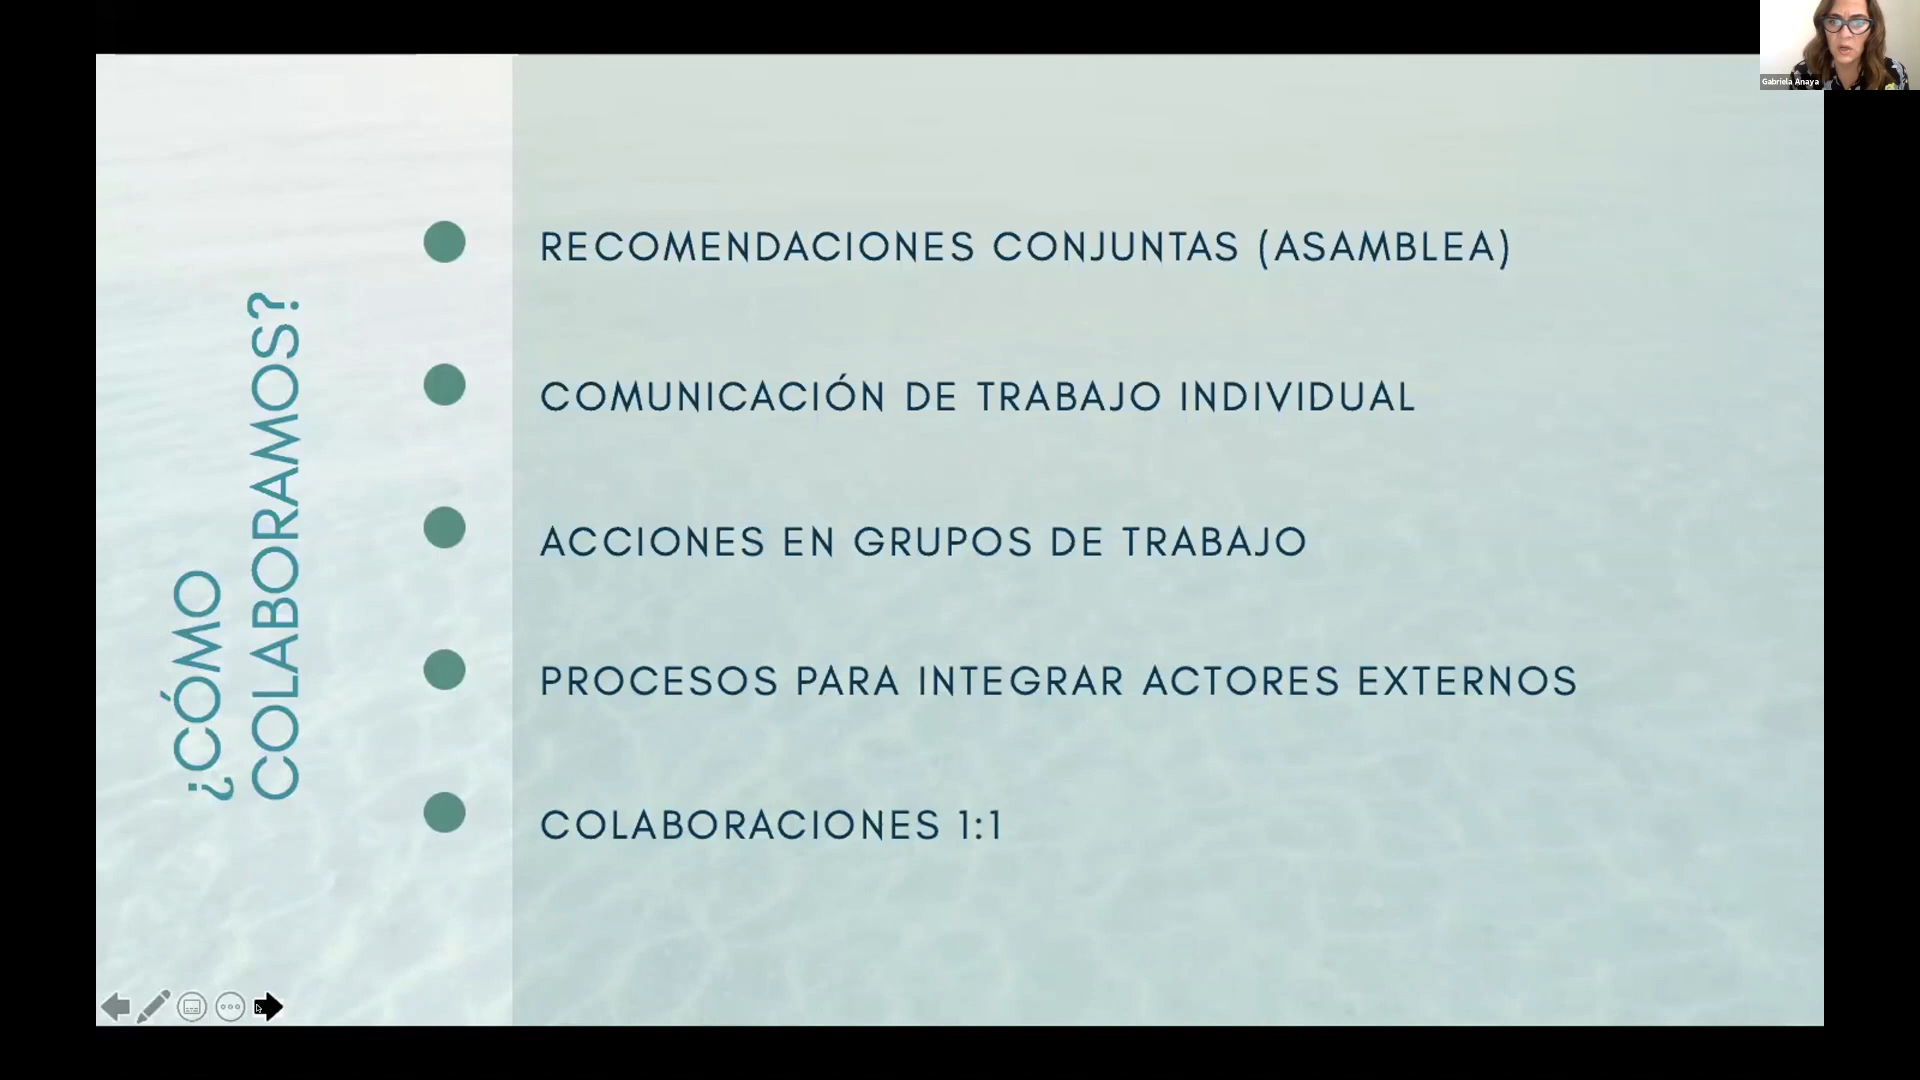 ¿CÓMO
COLABORAMOS?
RECOMENDACIONES CONJUNTAS (ASAMBLEA)
COMUNICACIÓN DE TRABAJO INDIVIDUAL
ACCIONES EN GRUPOS DE TRABAJO
PROCESOS PARA INTEGRAR ACTORES EXTERNOS
COLABORACIONES 1:1
Gabriela Anaya